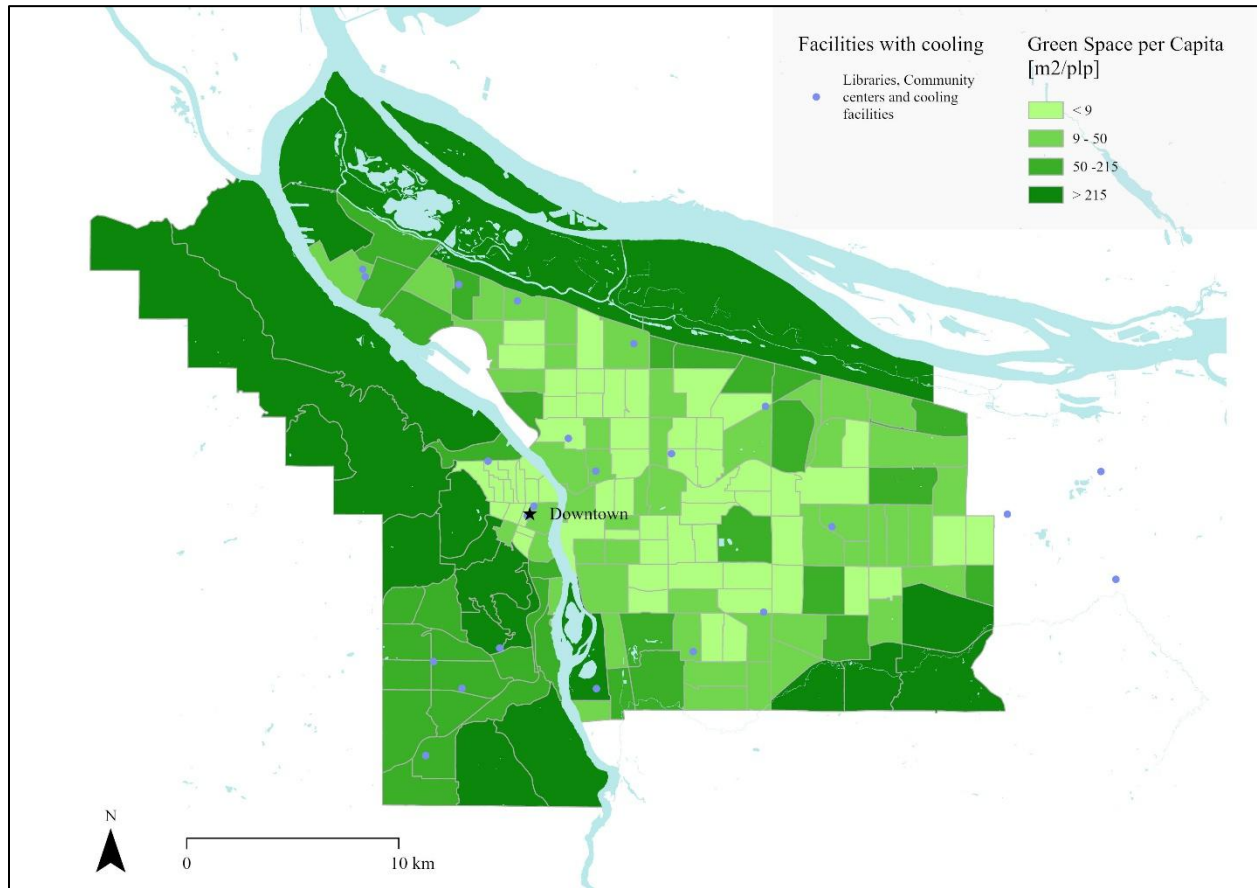 Facilities with cooling
Libraries, Community
centers and cooling
facilities
Green Space per Capita
[m2/plp]
< 9
9 - 50
50 -215
> 215
Downtown
N
0
10 km